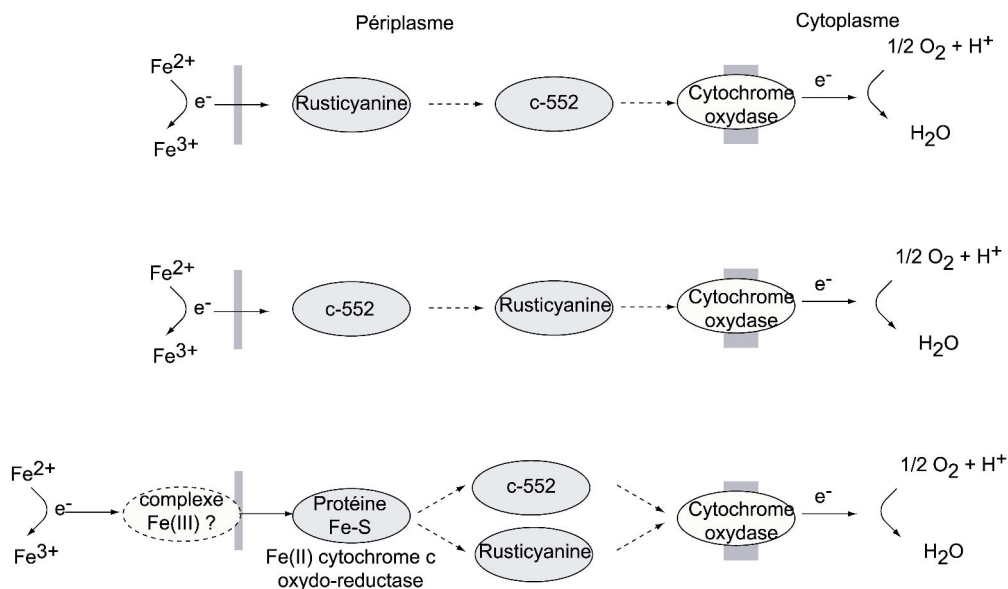 Périplasme
Cytoplasme
Fe2+
e-
Fe3+
Rusticyanine
c-552
Cytochrome
oxydase
e-
1/2 O2 + H+
H2O
Fe2+
e-
Fe3+
c-552
Rusticyanine
Cytochrome
oxydase
e-
1/2 O2 + H+
H2O
Fe2+
e-
Fe3+
complexe
Fe(III) ?
Protéine
Fe-S
Fe(II) cytochrome c
oxydo-reductase
c-552
Rusticyanine
Cytochrome
oxydase
e-
1/2 O2 + H+
H2O